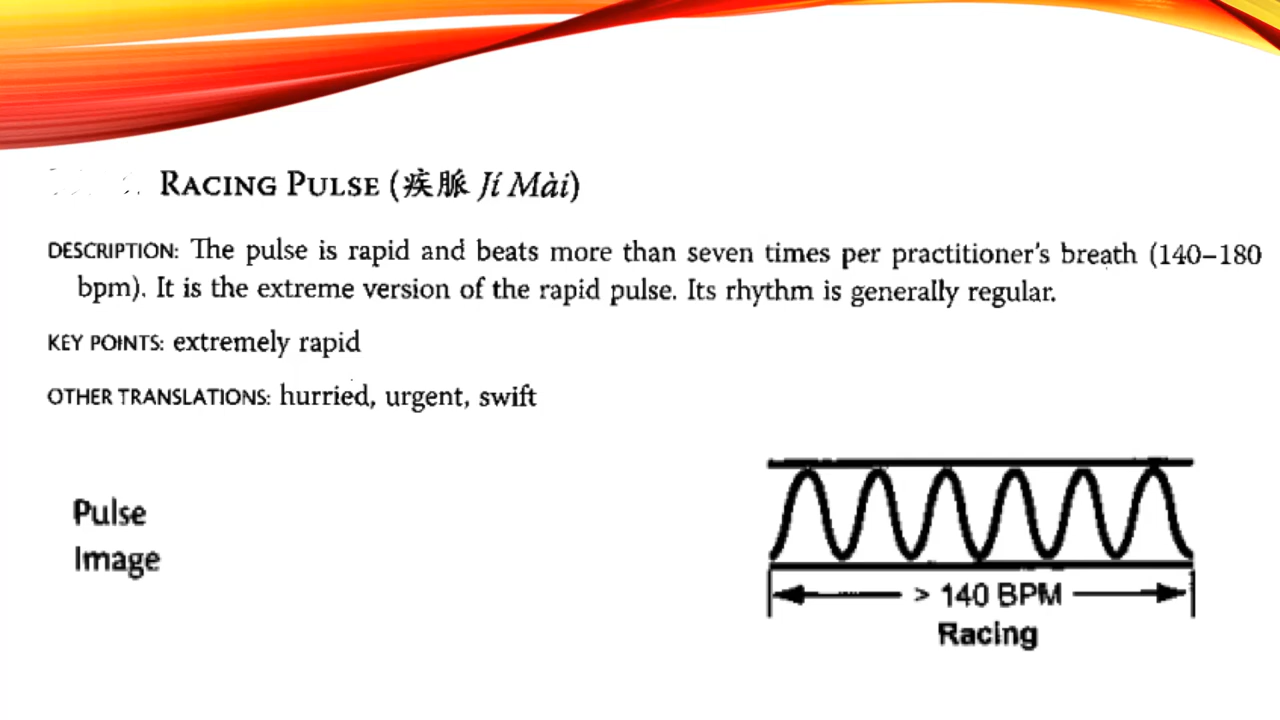 RACING PULSE (疾脈 Jí Mài)
DESCRIPTION: The pulse is rapid and beats more than seven times per practitioner's breath (140–180
bpm). It is the extreme version of the rapid pulse. Its rhythm is generally regular.
KEY POINTS: extremely rapid
OTHER TRANSLATIONS: hurried, urgent, swift
Pulse
Image
> 140 BPM
Racing